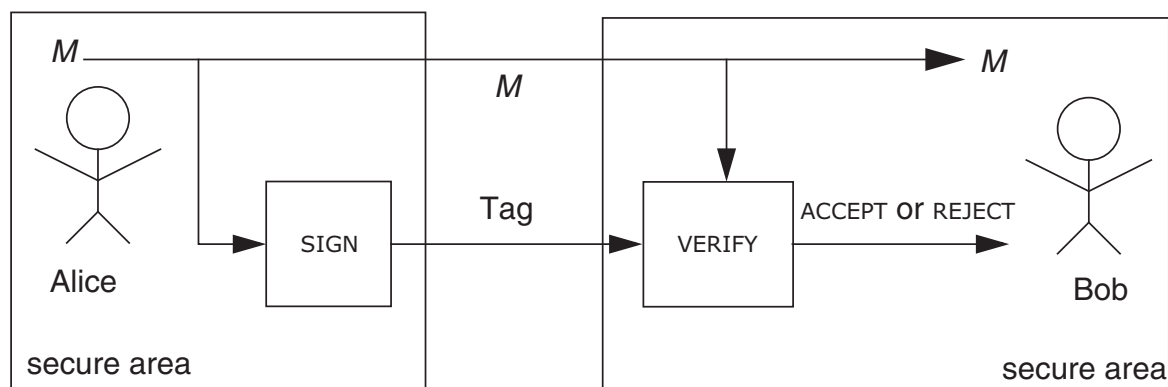 M
M
M
Tag
ACCEPT or REJECT
SIGN
VERIFY
Alice
Bob
secure area
secure area